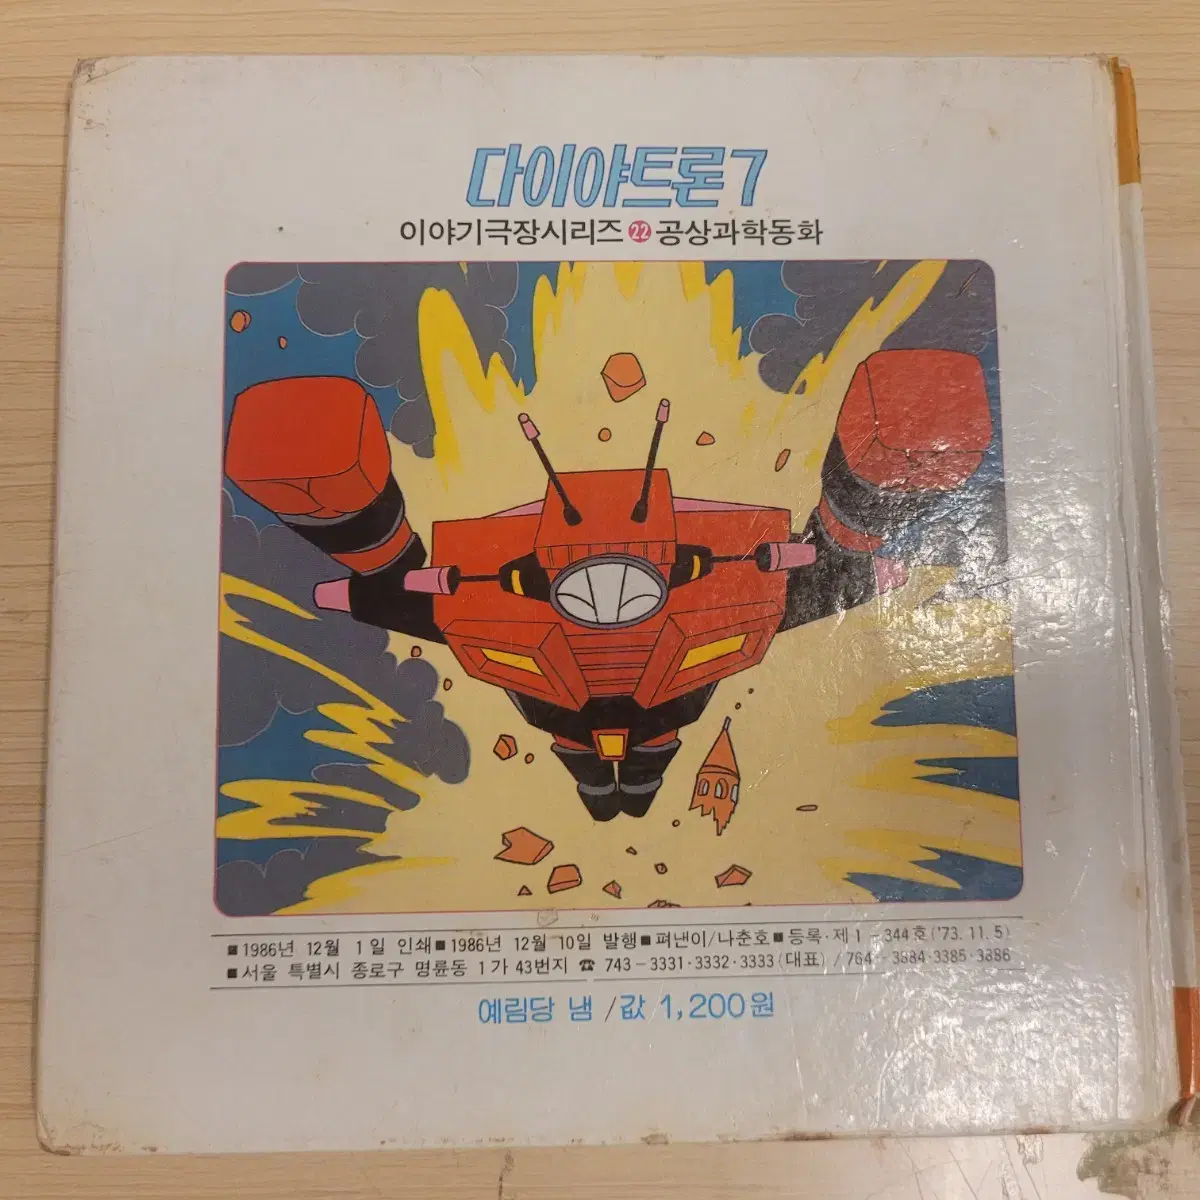 다이야트론7
이야기극장시리즈 22 공상과학동화
■1986년 12월 1일 인쇄■1986년 12월 10일 발행■펴낸이/나춘호■등록·제1-344호('73. 11. 5)
■서울 특별시 종로구 명륜동 1가 43번지 ☎ 743-3331·3332·3333(대표) / 764-3384·3385·3386
예림당 냄 /값 1,200원